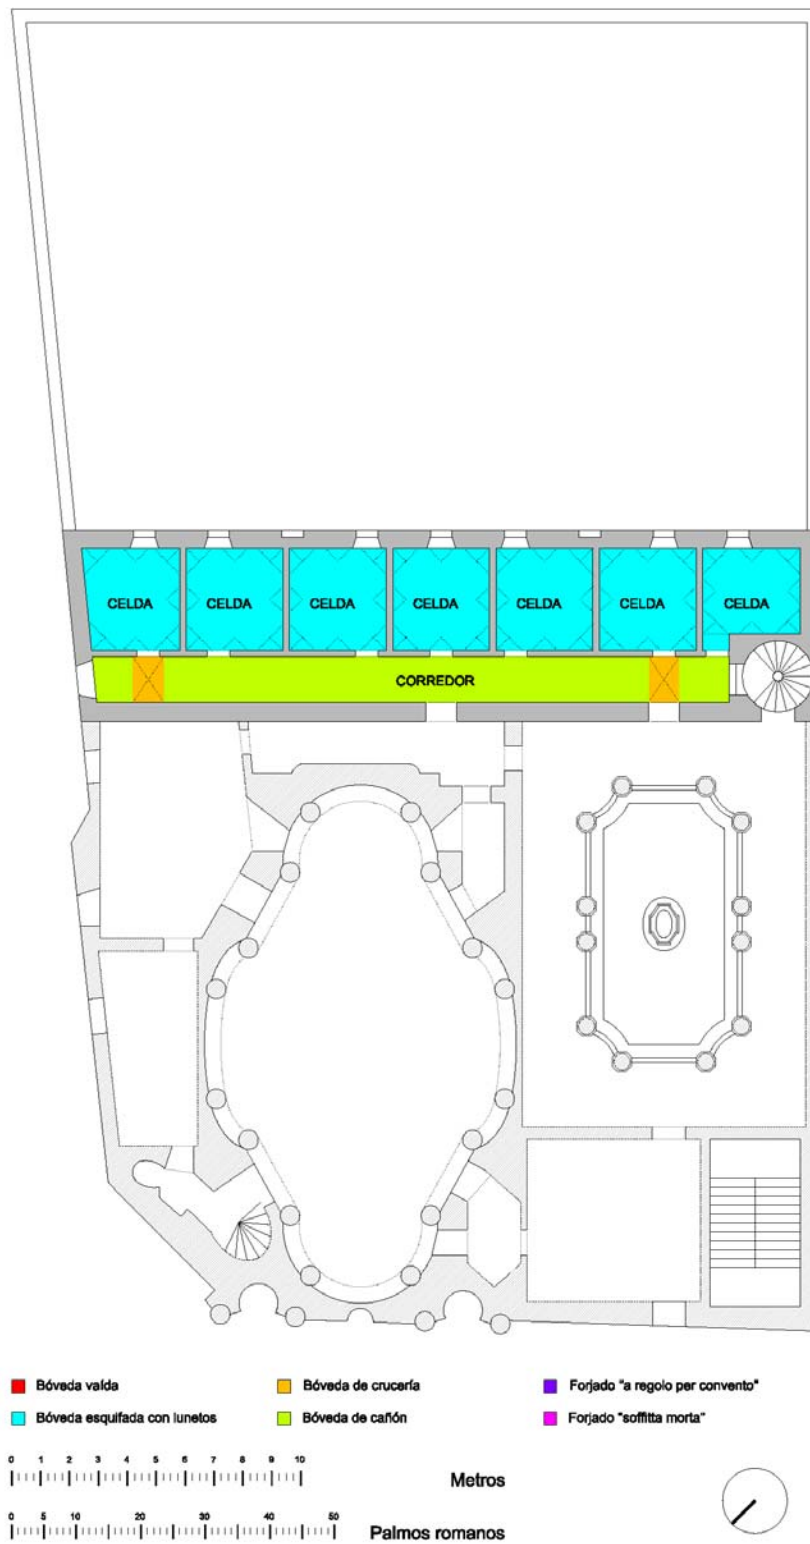 CELDA CELDA CELDA CELDA CELDA CELDA CELDA
CORREDOR
Bóveda vaída Bóveda de crucería Forjado "a regolo per convento"
Bóveda esquifada con lunetos Bóveda de cañón Forjado "soffitta morta"
0 1 2 3 4 5 6 7 8 9 10
Metros
0 5 10 20 30 40 50
Palmos romanos